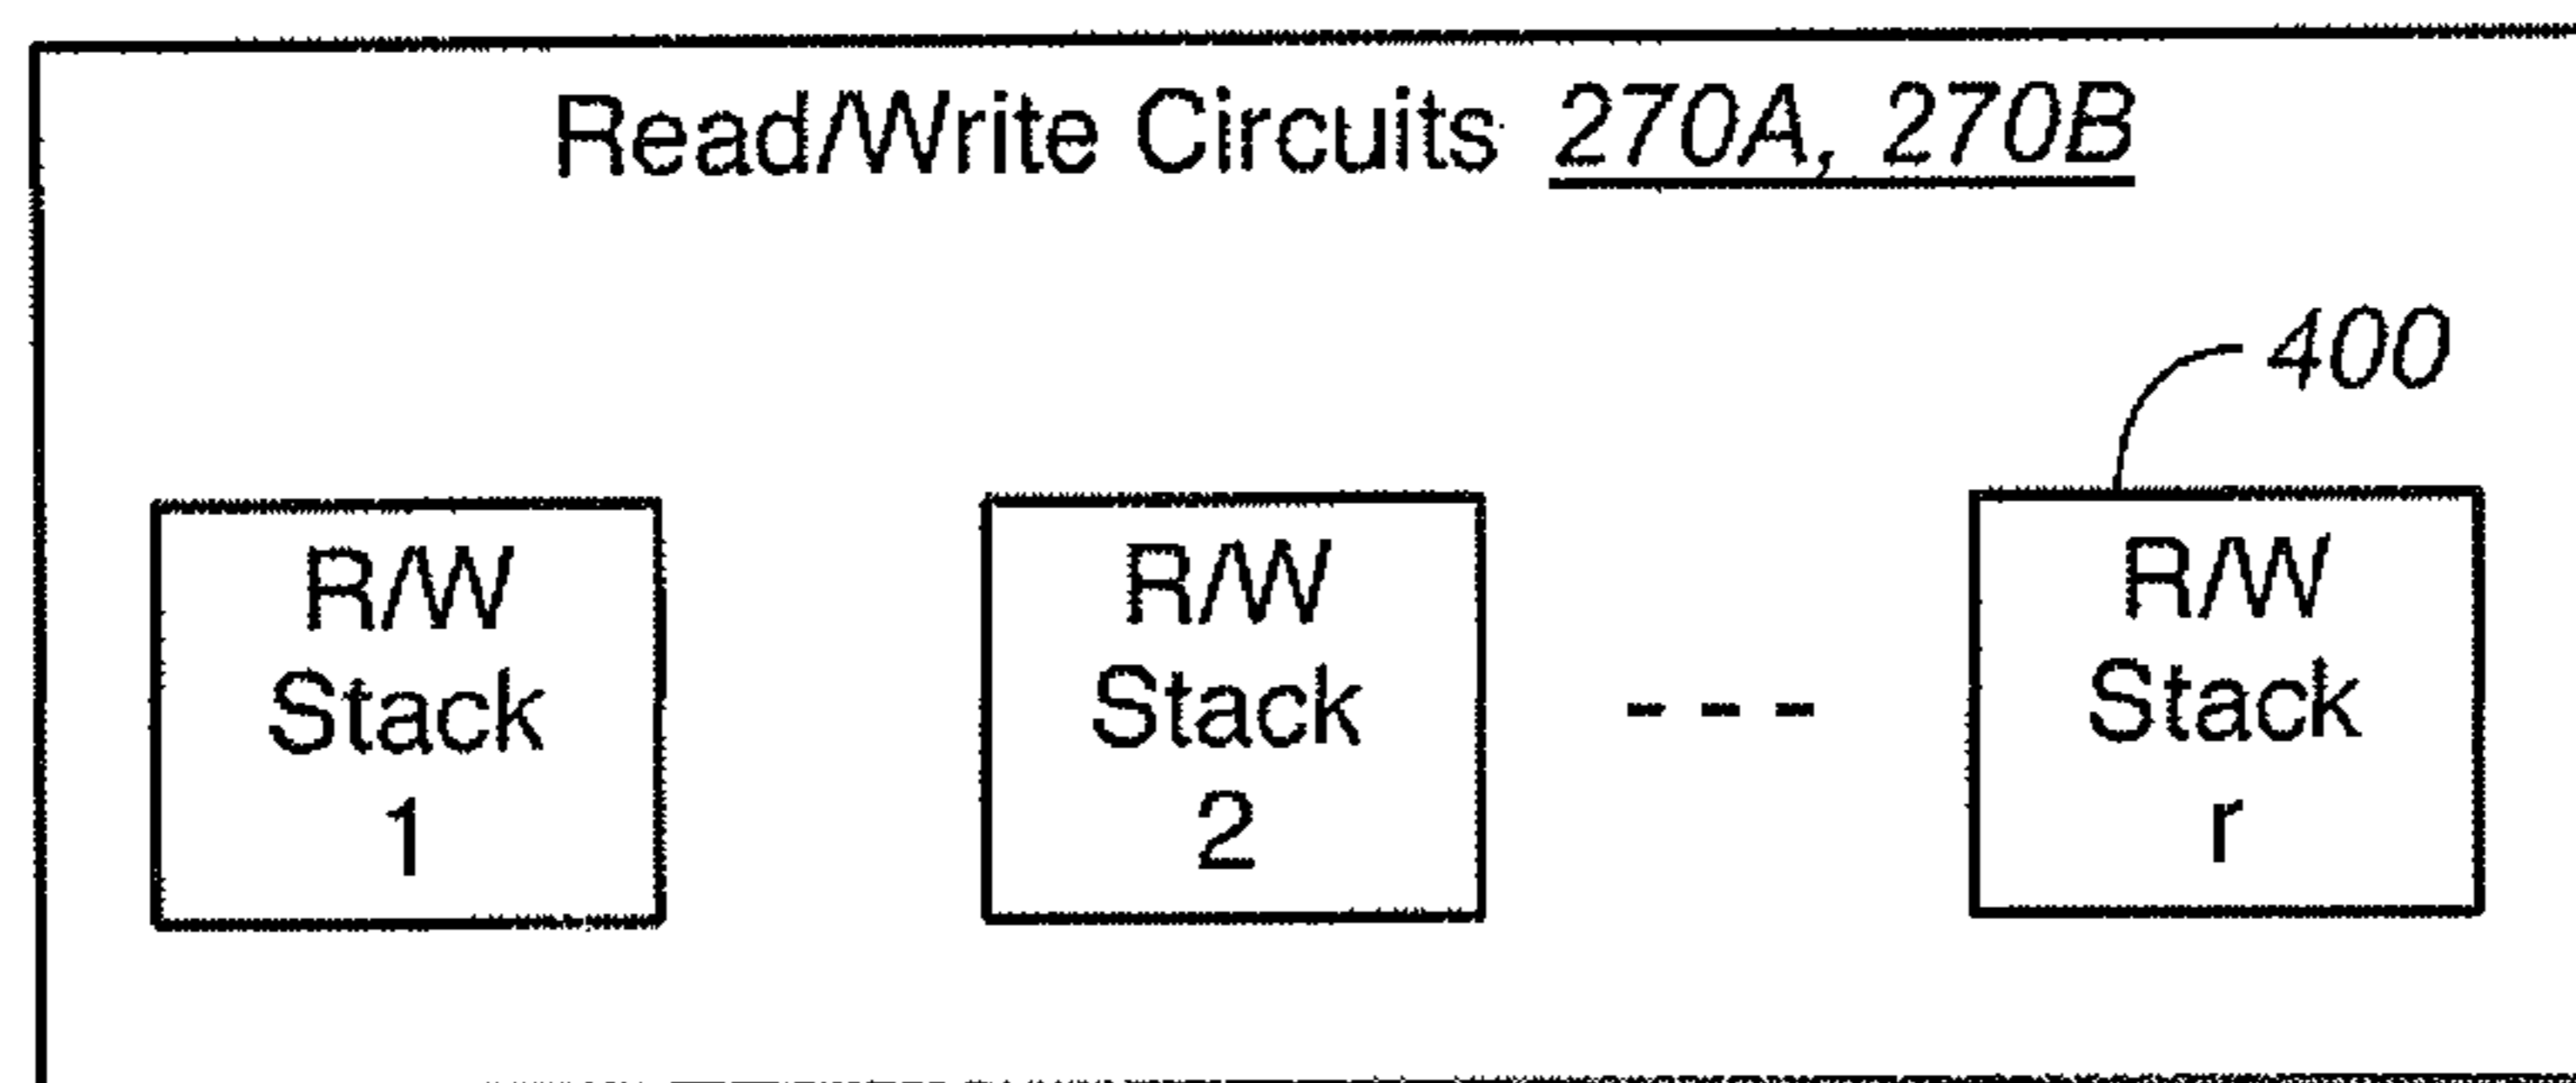 Read/Write Circuits 270A, 270B
400
R/W
Stack
1
R/W
Stack
2
- - -
R/W
Stack
r